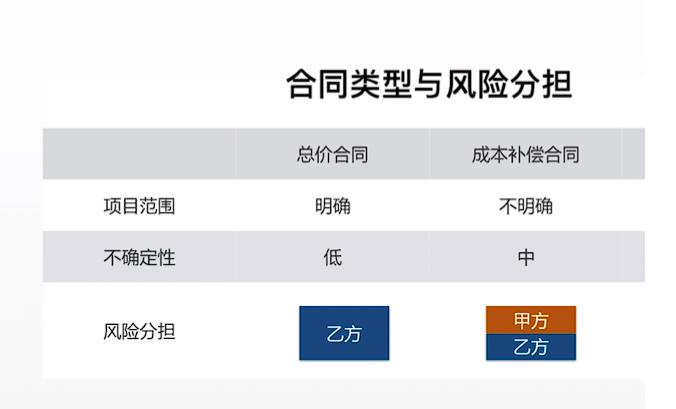 合同类型与风险分担
总价合同 成本补偿合同
项目范围 明确 不明确
不确定性 低 中
风险分担 乙方 甲方
乙方